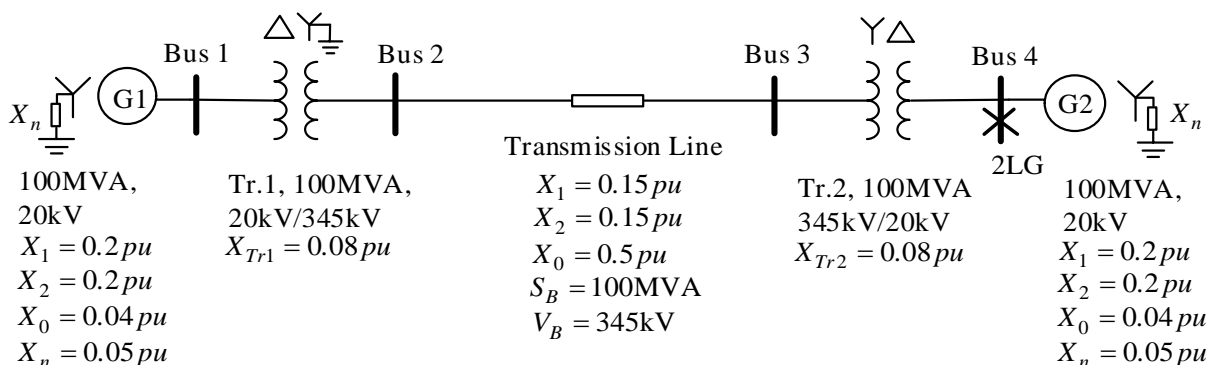 Bus 1
Bus 2
Bus 3
Bus 4
G1
G2
X_n
X_n
2LG
100MVA,
20kV
X_1 = 0.2 pu
X_2 = 0.2 pu
X_0 = 0.04 pu
X_n = 0.05 pu
Tr.1, 100MVA,
20kV/345kV
X_{Tr1} = 0.08 pu
Transmission Line
X_1 = 0.15 pu
X_2 = 0.15 pu
X_0 = 0.5 pu
S_B = 100MVA
V_B = 345kV
Tr.2, 100MVA
345kV/20kV
X_{Tr2} = 0.08 pu
100MVA,
20kV
X_1 = 0.2 pu
X_2 = 0.2 pu
X_0 = 0.04 pu
X_n = 0.05 pu